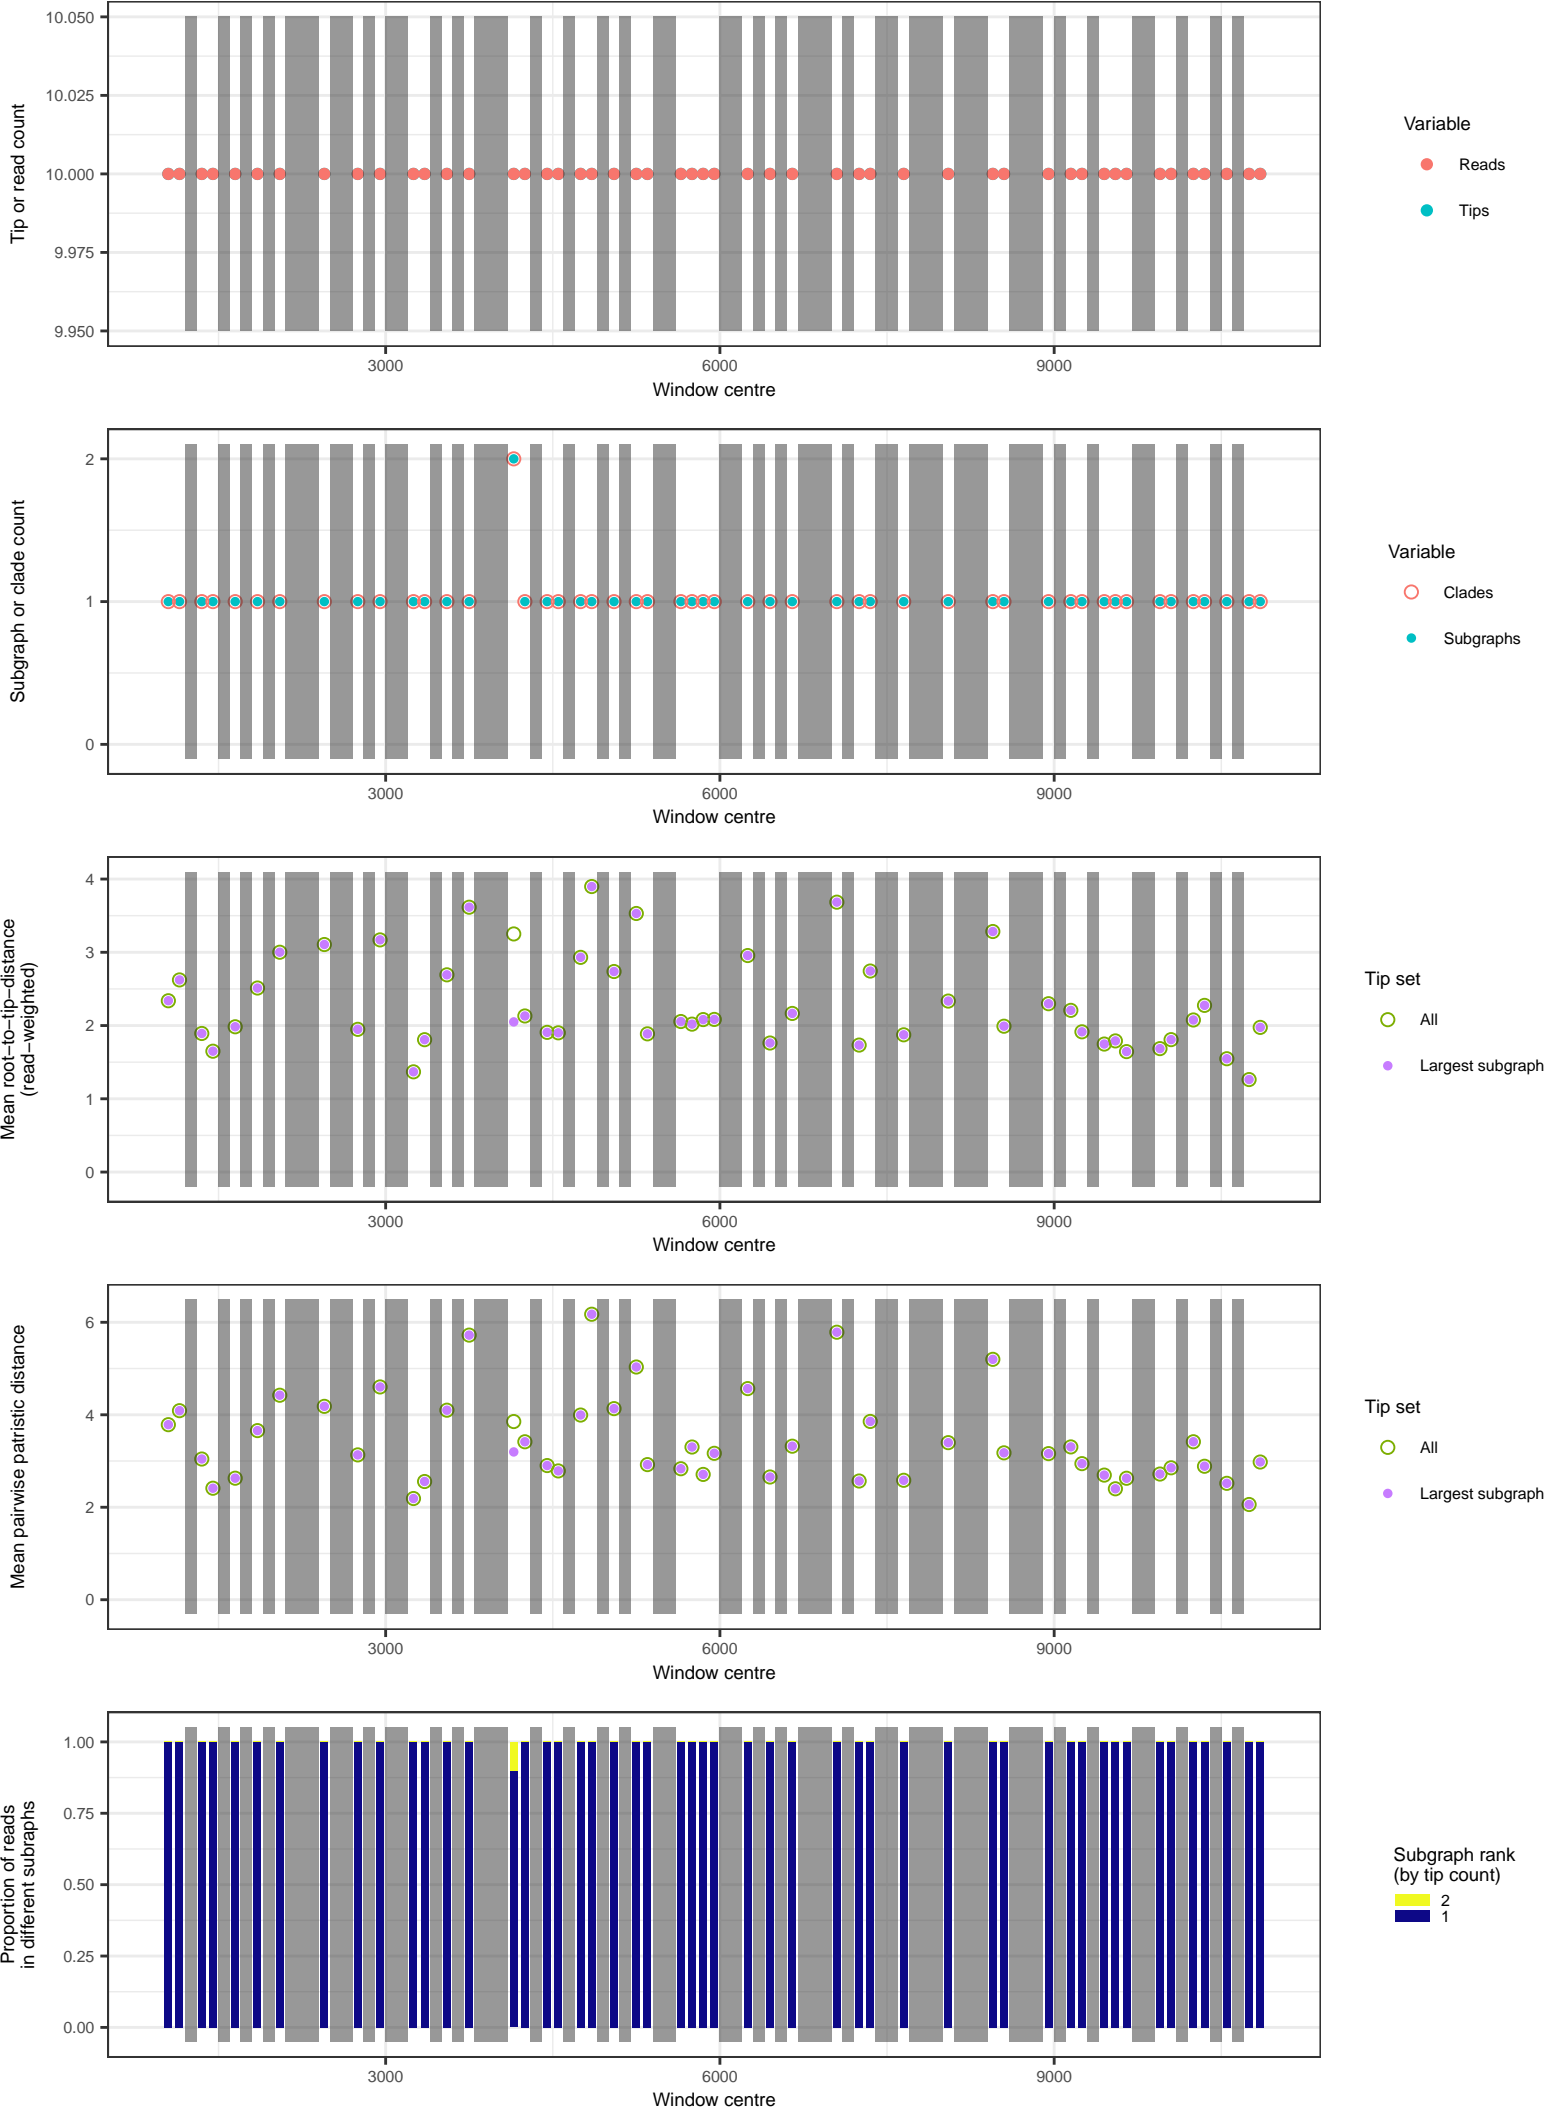 10.050
10.025
10.000
9.975
9.950
Tip or read count
3000
6000
9000
Window centre
Variable
Reads
Tips
2
1
0
Subgraph or clade count
3000
6000
9000
Window centre
Variable
Clades
Subgraphs
4
3
2
1
0
Mean root−to−tip−distance
(read−weighted)
3000
6000
9000
Window centre
Tip set
All
Largest subgraph
6
4
2
0
Mean pairwise patristic distance
3000
6000
9000
Window centre
Tip set
All
Largest subgraph
1.00
0.75
0.50
0.25
0.00
Proportion of reads
in different subraphs
3000
6000
9000
Window centre
Subgraph rank
(by tip count)
2
1